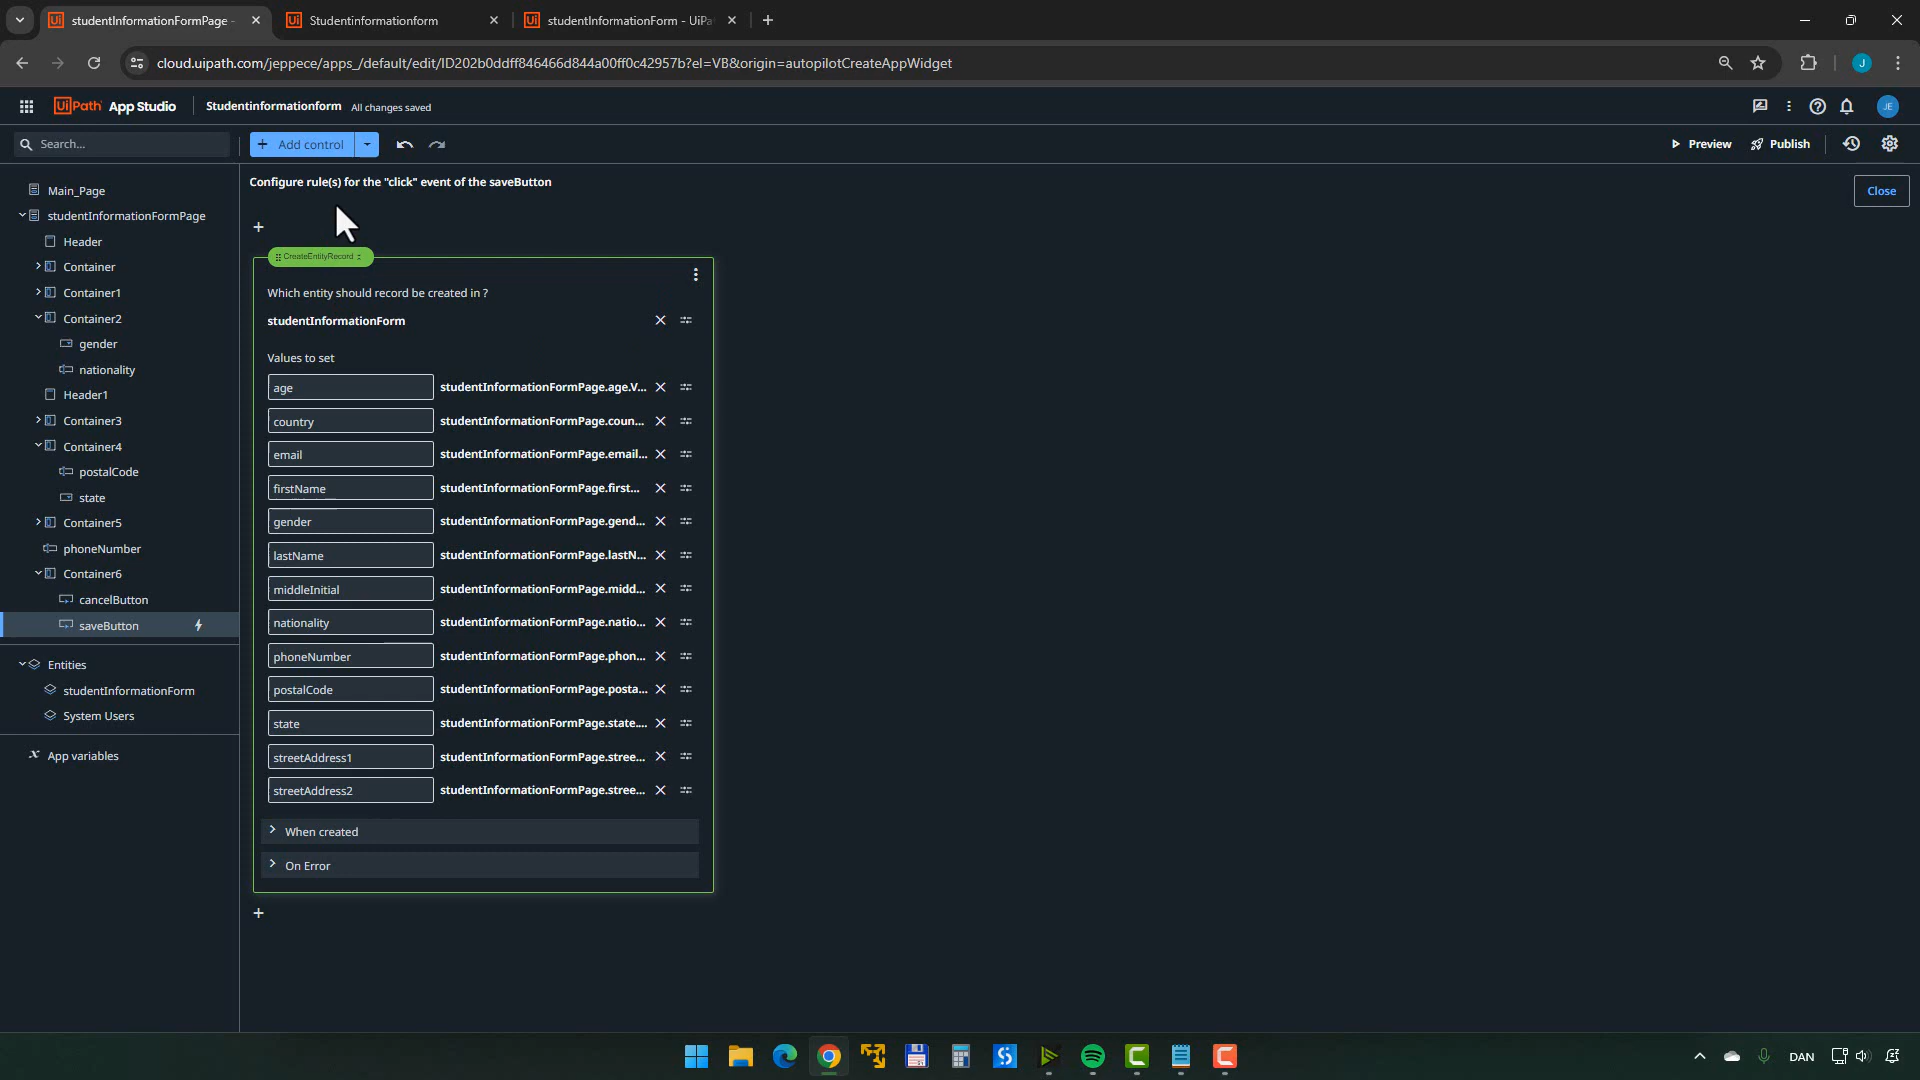 studentInformationFormPage -
Studentinformationform
studentInformationForm - UiPa
cloud.uipath.com/jeppece/apps_/default/edit/ID202b0ddff846466d844a00ff0c42957b?el=VB&origin=autopilotCreateAppWidget
J
UiPath App Studio
Studentinformationform
All changes saved
JE
Search...
Add control
Preview
Publish
Configure rule(s) for the "click" event of the saveButton
Close
Main_Page
studentInformationFormPage
Header
Container
Container1
Container2
gender
nationality
Header1
Container3
Container4
postalCode
state
Container5
phoneNumber
Container6
cancelButton
saveButton
Entities
studentInformationForm
System Users
App variables
CreateEntityRecord
Which entity should record be created in ?
studentInformationForm
Values to set
age studentInformationFormPage.age.V...
country studentInformationFormPage.coun...
email studentInformationFormPage.email...
firstName studentInformationFormPage.first...
gender studentInformationFormPage.gend...
lastName studentInformationFormPage.lastN...
middleInitial studentInformationFormPage.midd...
nationality studentInformationFormPage.natio...
phoneNumber studentInformationFormPage.phon...
postalCode studentInformationFormPage.posta...
state studentInformationFormPage.state....
streetAddress1 studentInformationFormPage.stree...
streetAddress2 studentInformationFormPage.stree...
When created
On Error
DAN